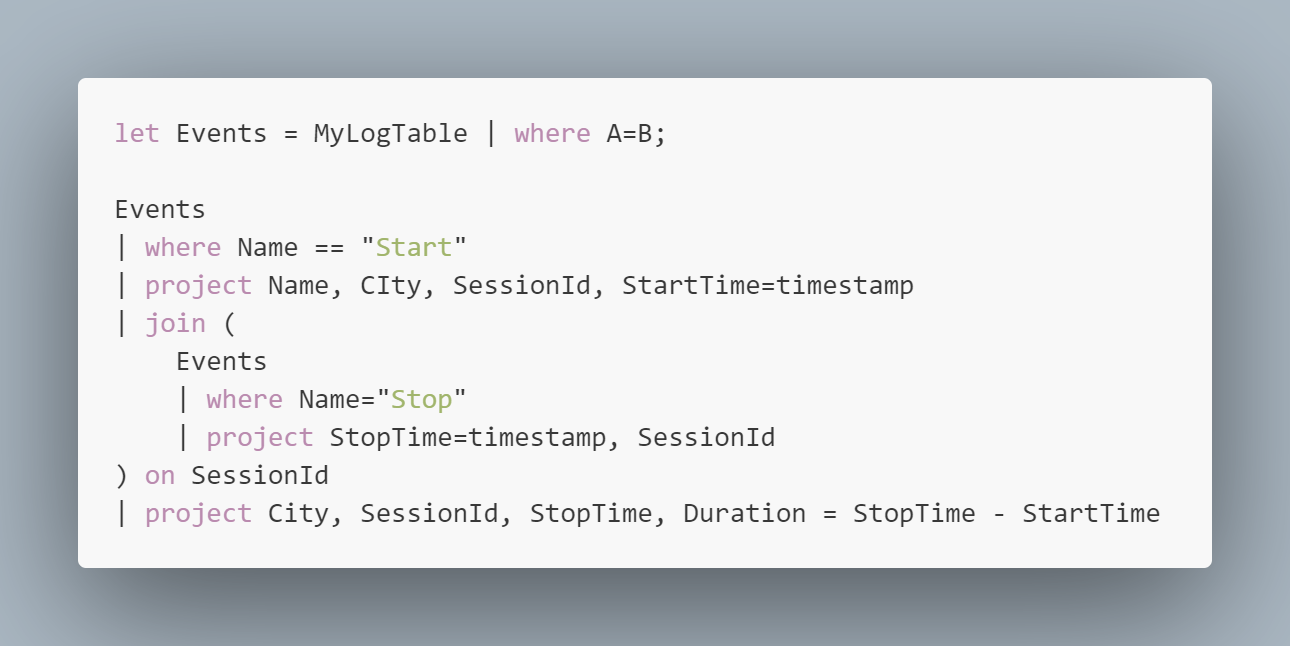 let Events = MyLogTable | where A=B;
Events
| where Name == "Start"
| project Name, CIty, SessionId, StartTime=timestamp
| join (
    Events
    | where Name="Stop"
    | project StopTime=timestamp, SessionId
) on SessionId
| project City, SessionId, StopTime, Duration = StopTime - StartTime